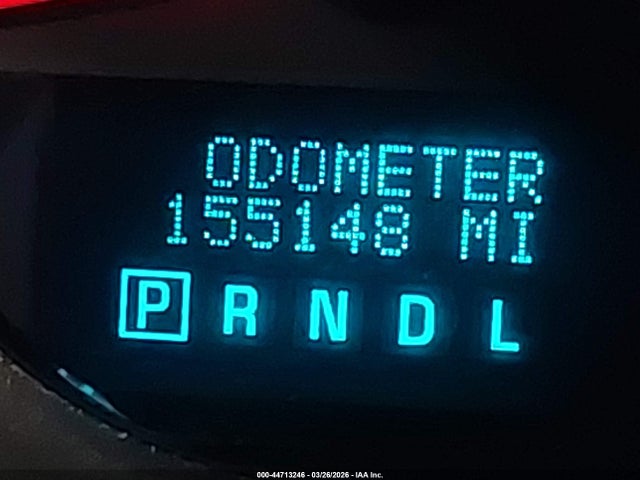 ODOMETER
155148 MI
P R N D L
000-44713246 - 03/26/2026 - IAA Inc.